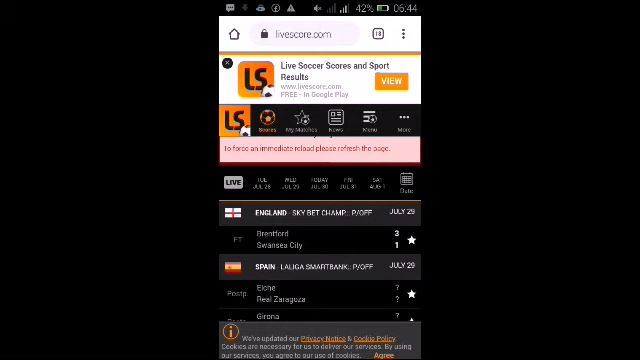 42% 06:44
livescore.com 18
Live Soccer Scores and Sport
Results
www.livescore.com
FREE - In Google Play
VIEW
LS
LS
Scores My Matches News Menu More
To force an immediate reload please refresh the page.
LIVE
TUE WED TODAY FRI SAT
JUL 28 JUL 29 JUL 30 JUL 31 AUG 1
Date
ENGLAND - SKY BET CHAMP.: P/OFF JULY 29
FT Brentford 3
Swansea City 1
SPAIN - LALIGA SMARTBANK: P/OFF JULY 29
Postp. Elche ?
Real Zaragoza ?
Girona ?
We've updated our Privacy Notice & Cookie Policy.
Cookies are necessary for us to deliver our services. By using
our services, you agree to our use of cookies. Agree